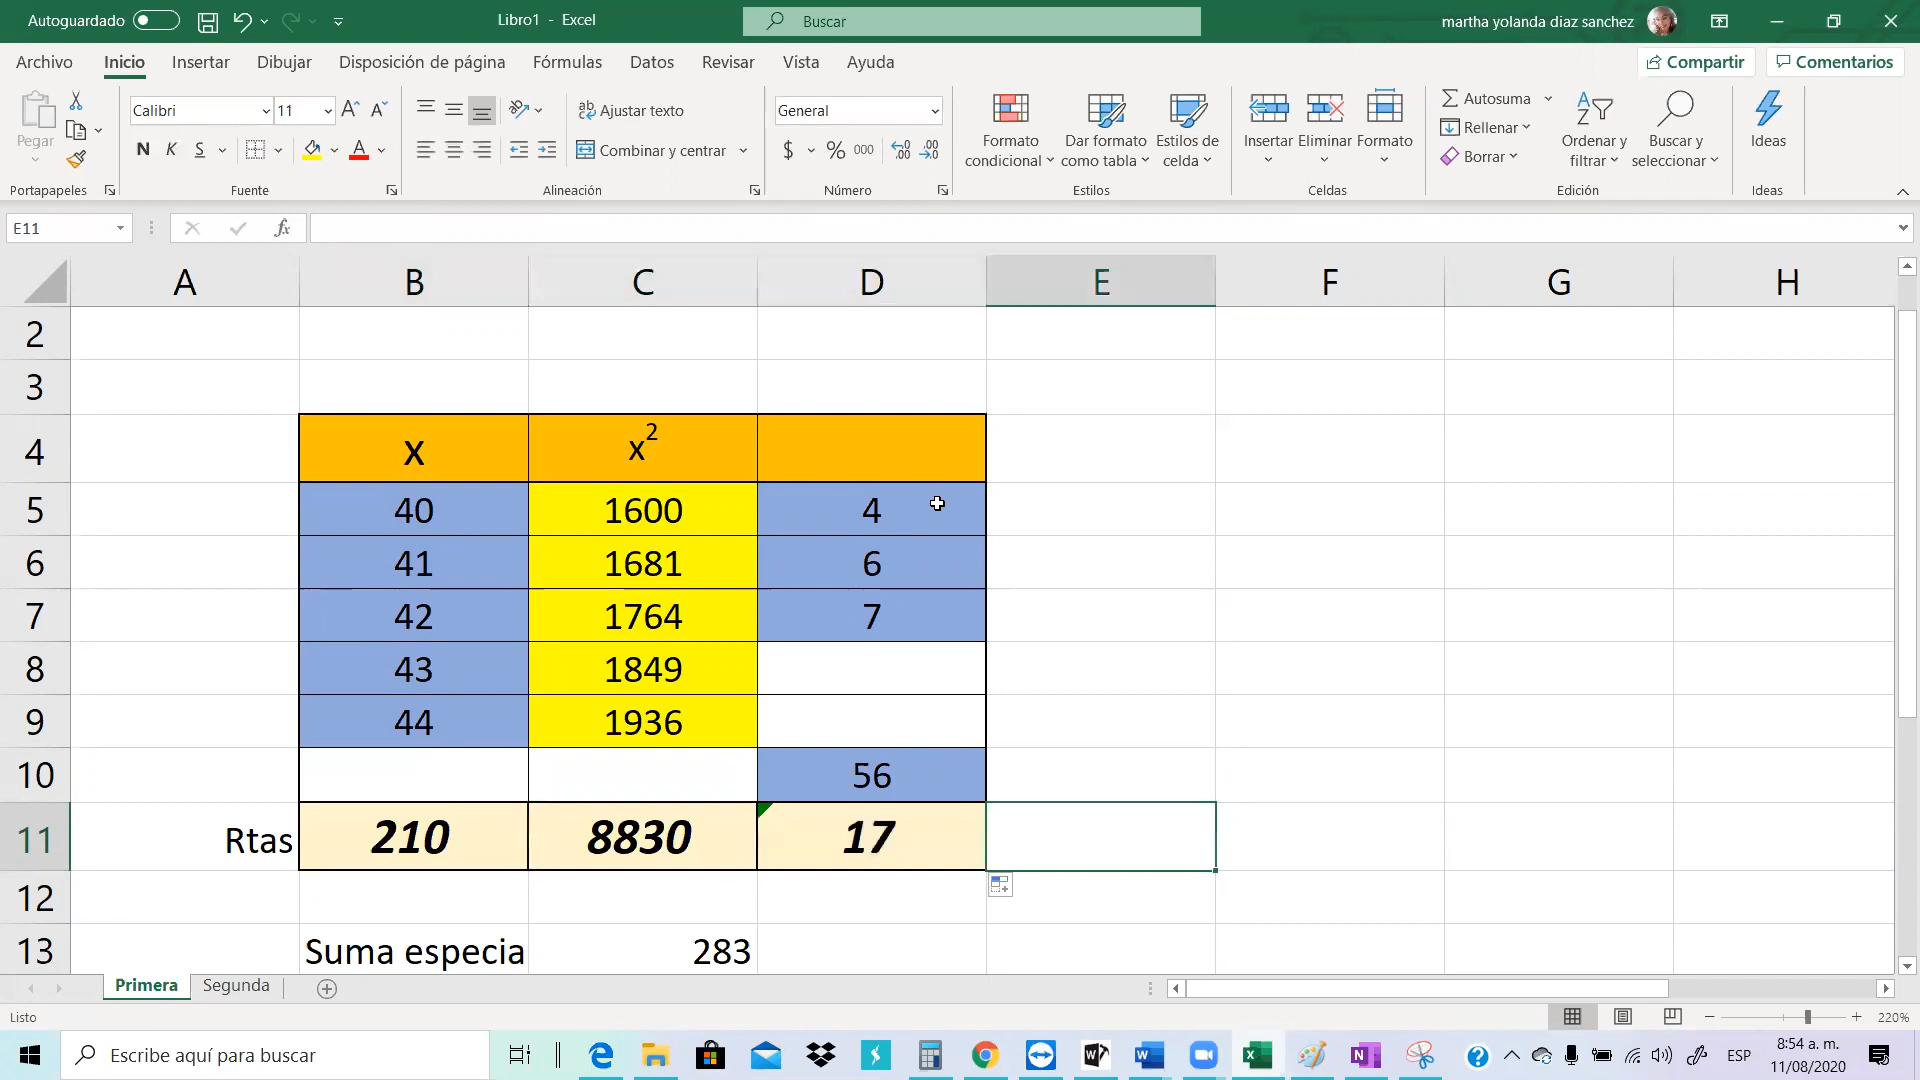 Autoguardado
Libro1 - Excel
Buscar
martha yolanda diaz sanchez
Archivo Inicio Insertar Dibujar Disposición de página Fórmulas Datos Revisar Vista Ayuda
Compartir Comentarios
Pegar
Portapapeles
Calibri 11
N K S
Fuente
Ajustar texto
Combinar y centrar
Alineación
General
$ % 000
Número
Formato condicional
Dar formato como tabla
Estilos de celda
Estilos
Insertar Eliminar Formato
Celdas
Autosuma
Rellenar
Borrar
Ordenar y filtrar
Buscar y seleccionar
Edición
Ideas
Ideas
E11
fx
A B C D E F G H
2
3
4 x x²
5 40 1600 4
6 41 1681 6
7 42 1764 7
8 43 1849
9 44 1936
10 56
11 Rtas 210 8830 17
12
13 Suma especia 283
Primera Segunda
Listo
220%
Escribe aquí para buscar
ESP
8:54 a. m.
11/08/2020